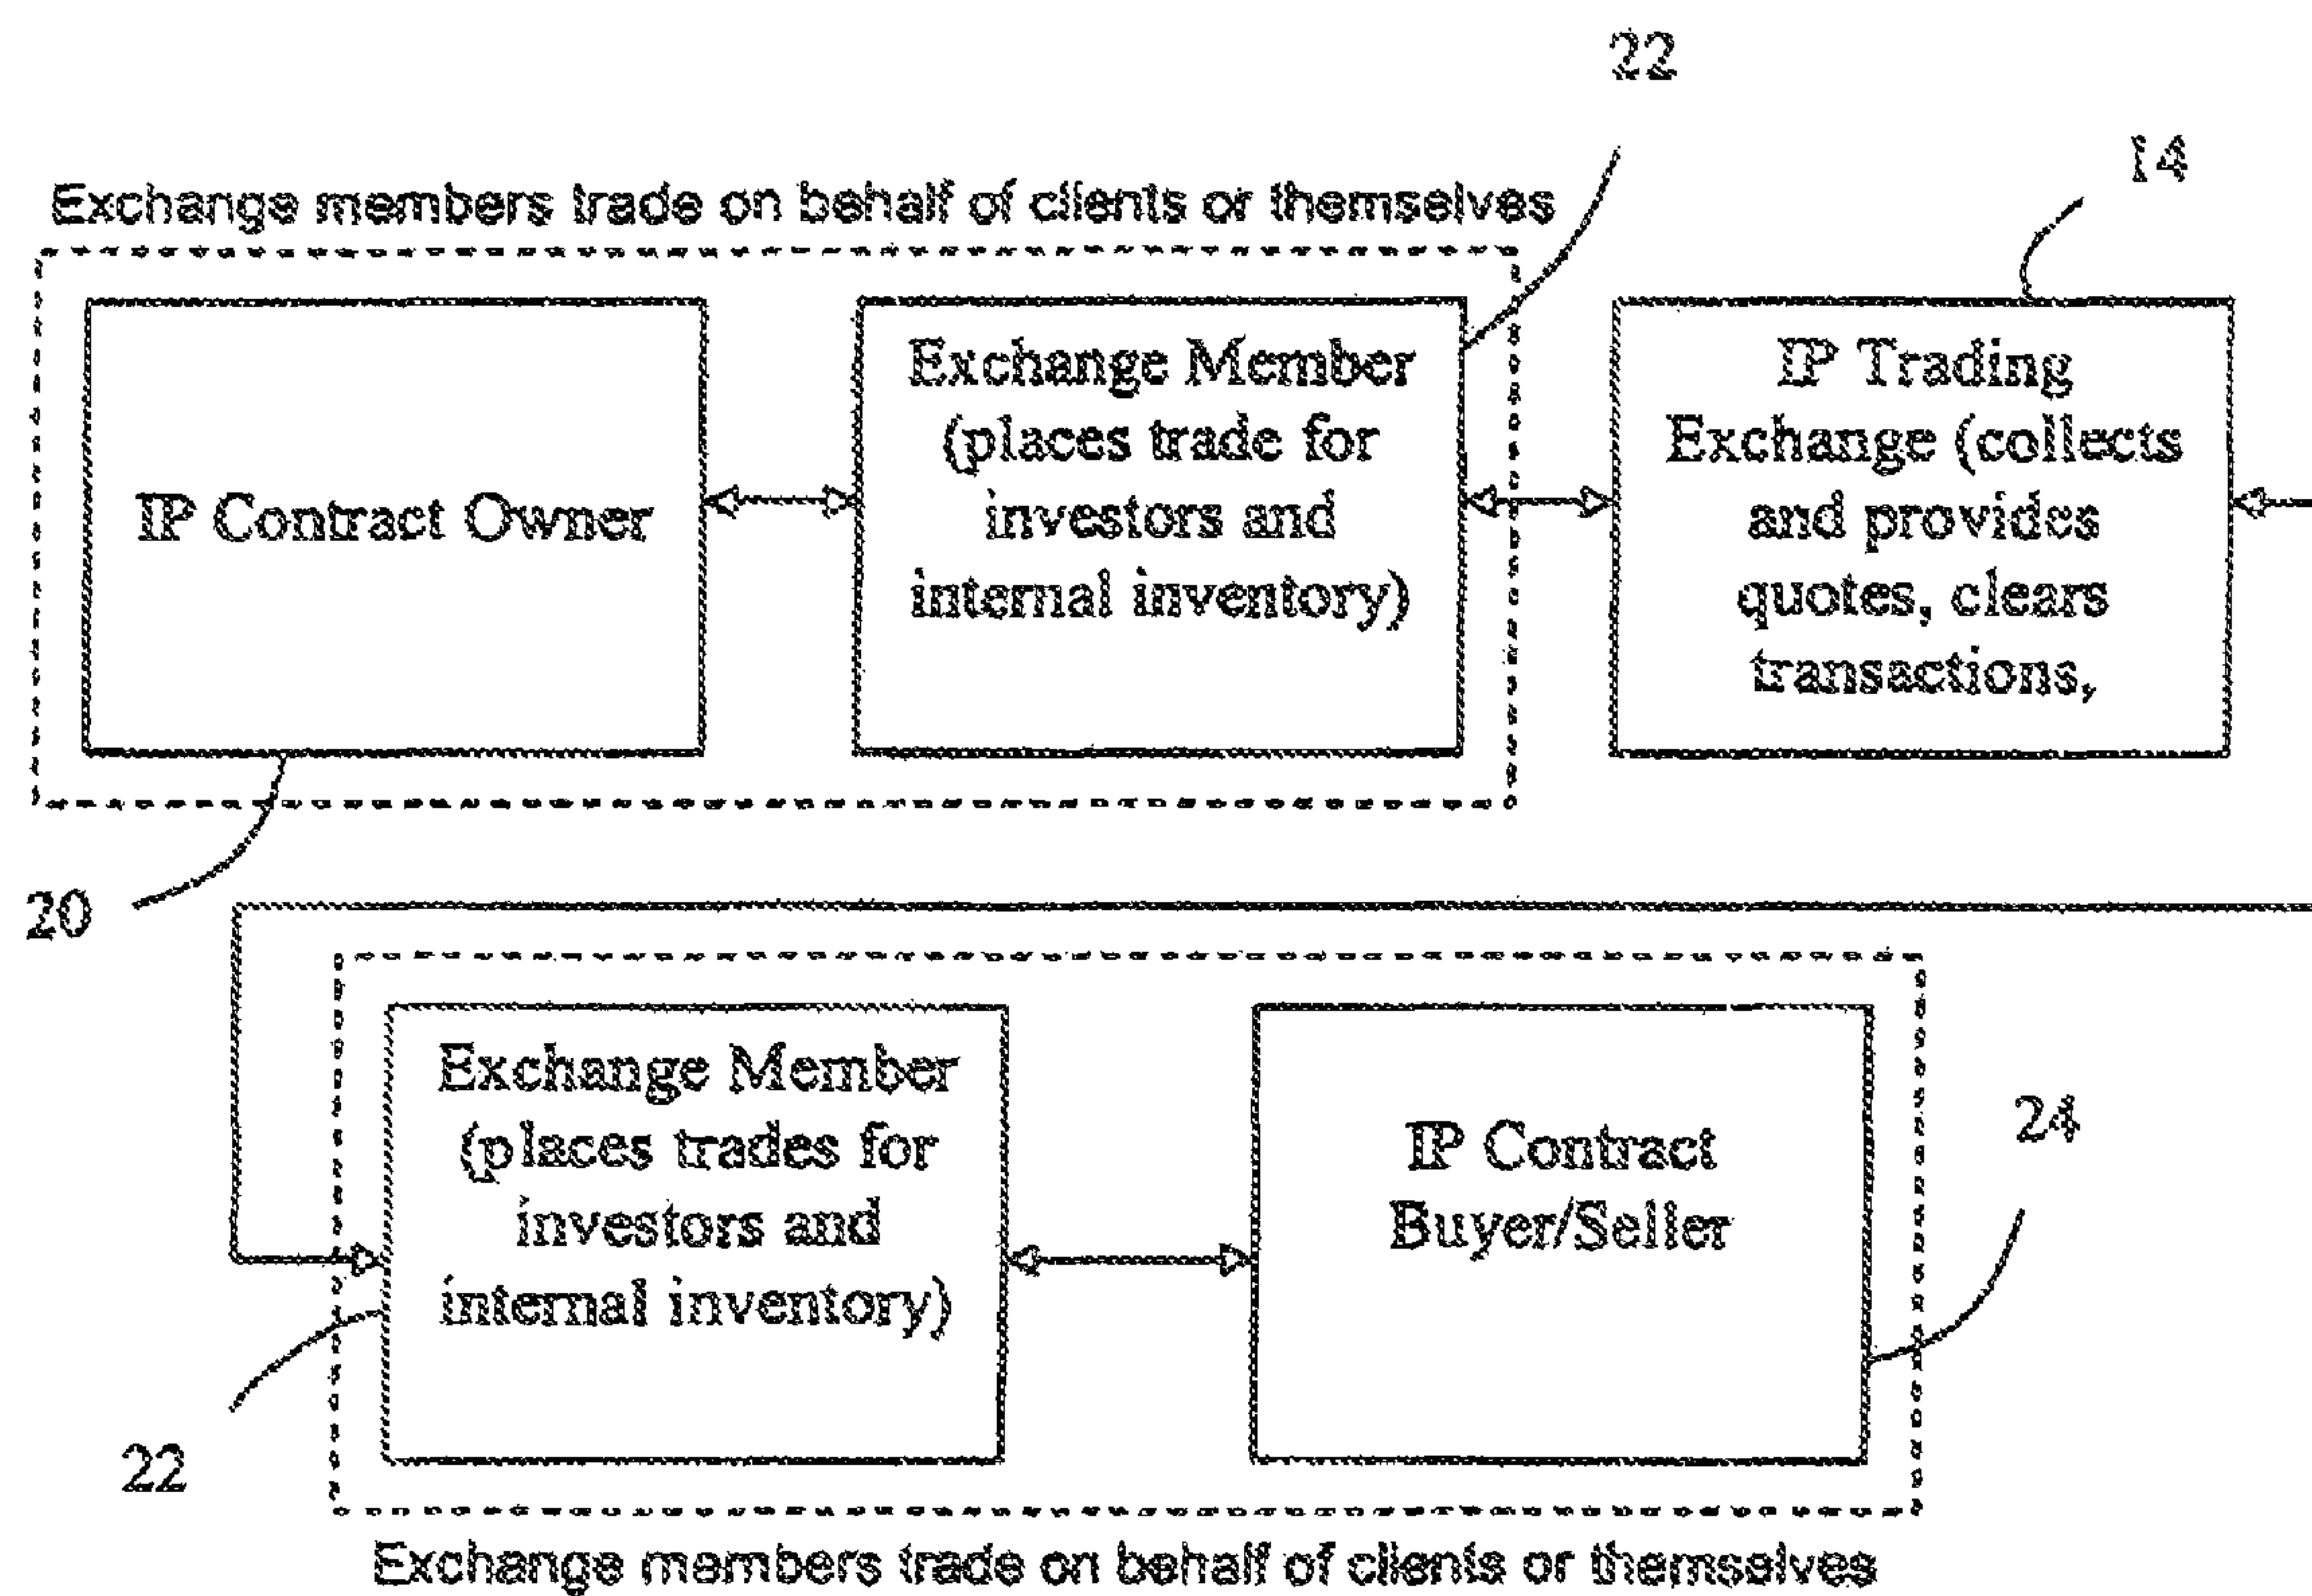 22
14
Exchange members trade on behalf of clients or themselves
IP Contract Owner
Exchange Member
(places trade for
investors and
internal inventory)
IP Trading
Exchange (collects
and provides
quotes, clears
transactions,
20
Exchange Member
(places trades for
investors and
internal inventory)
IP Contract
Buyer/Seller
24
22
Exchange members trade on behalf of clients or themselves